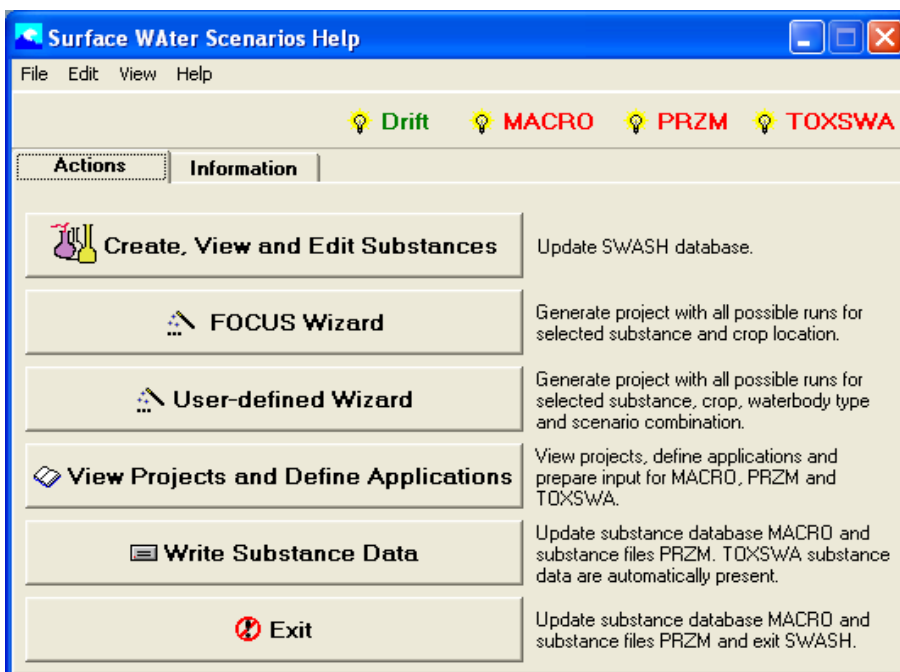 Surface WAter Scenarios Help
File Edit View Help
Drift MACRO PRZM TOXSWA
Actions Information
Create, View and Edit Substances
Update SWASH database.
FOCUS Wizard
Generate project with all possible runs for
selected substance and crop location.
User-defined Wizard
Generate project with all possible runs for
selected substance, crop, waterbody type
and scenario combination.
View Projects and Define Applications
View projects, define applications and
prepare input for MACRO, PRZM and
TOXSWA.
Write Substance Data
Update substance database MACRO and
substance files PRZM. TOXSWA substance
data are automatically present.
Exit
Update substance database MACRO and
substance files PRZM and exit SWASH.